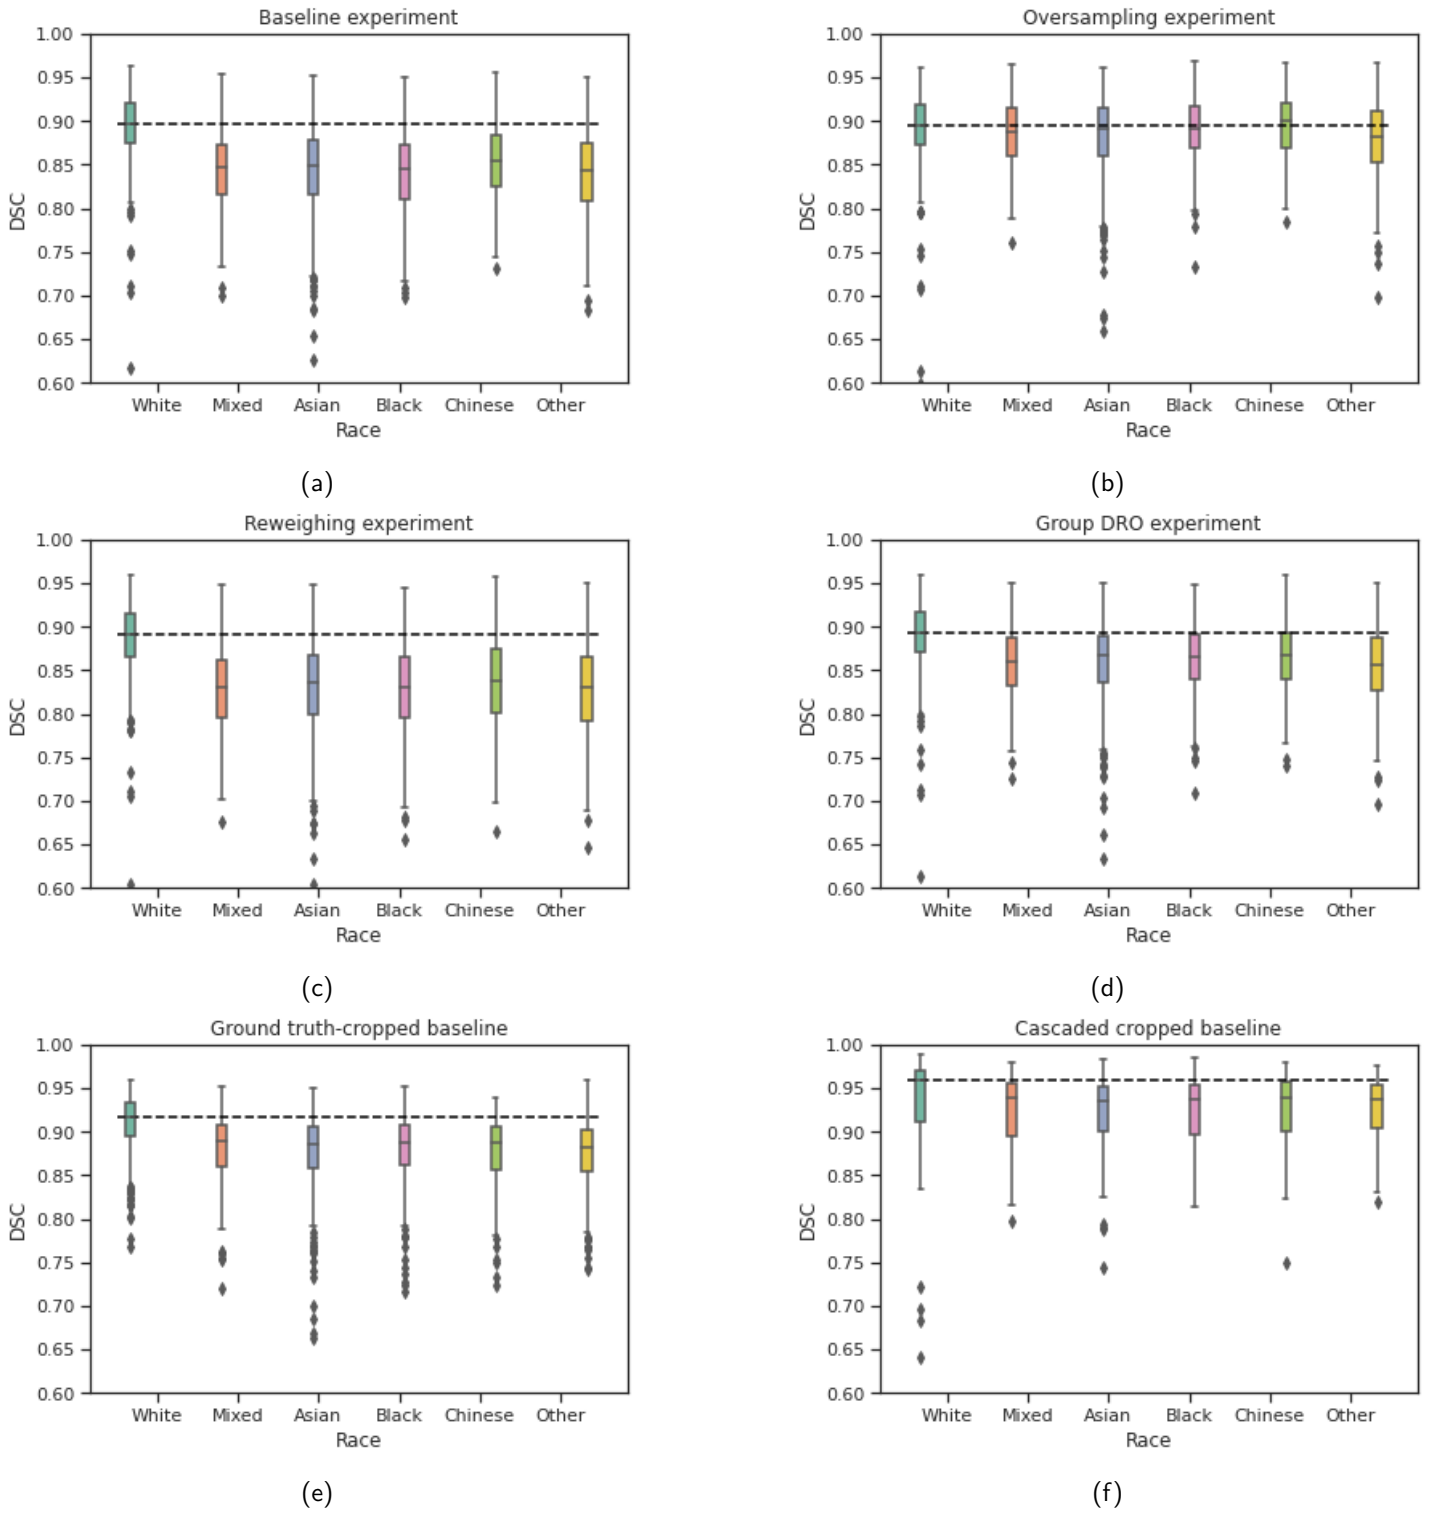 Baseline experiment
1.00
0.95
0.90
0.85
0.80
0.75
0.70
0.65
0.60
DSC
White Mixed Asian Black Chinese Other
Race
(a)
Oversampling experiment
1.00
0.95
0.90
0.85
0.80
0.75
0.70
0.65
0.60
DSC
White Mixed Asian Black Chinese Other
Race
(b)
Reweighing experiment
1.00
0.95
0.90
0.85
0.80
0.75
0.70
0.65
0.60
DSC
White Mixed Asian Black Chinese Other
Race
(c)
Group DRO experiment
1.00
0.95
0.90
0.85
0.80
0.75
0.70
0.65
0.60
DSC
White Mixed Asian Black Chinese Other
Race
(d)
Ground truth-cropped baseline
1.00
0.95
0.90
0.85
0.80
0.75
0.70
0.65
0.60
DSC
White Mixed Asian Black Chinese Other
Race
(e)
Cascaded cropped baseline
1.00
0.95
0.90
0.85
0.80
0.75
0.70
0.65
0.60
DSC
White Mixed Asian Black Chinese Other
Race
(f)